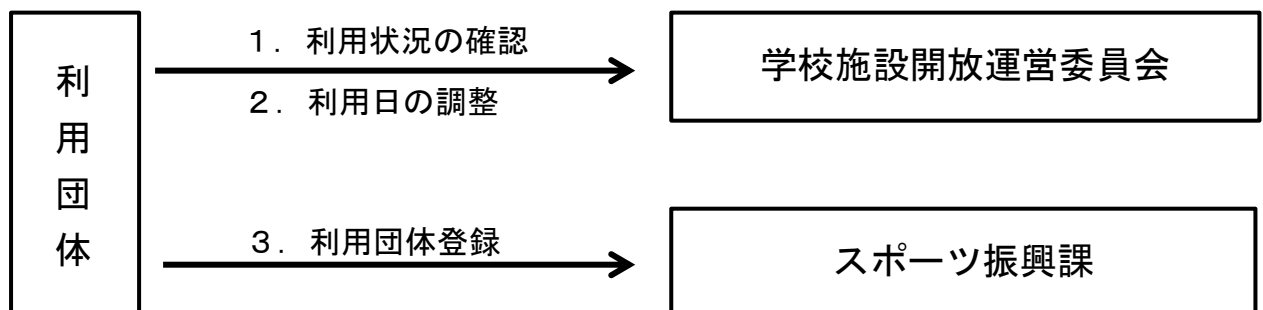 利用団体
1. 利用状況の確認
2. 利用日の調整
学校施設開放運営委員会
3. 利用団体登録
スポーツ振興課